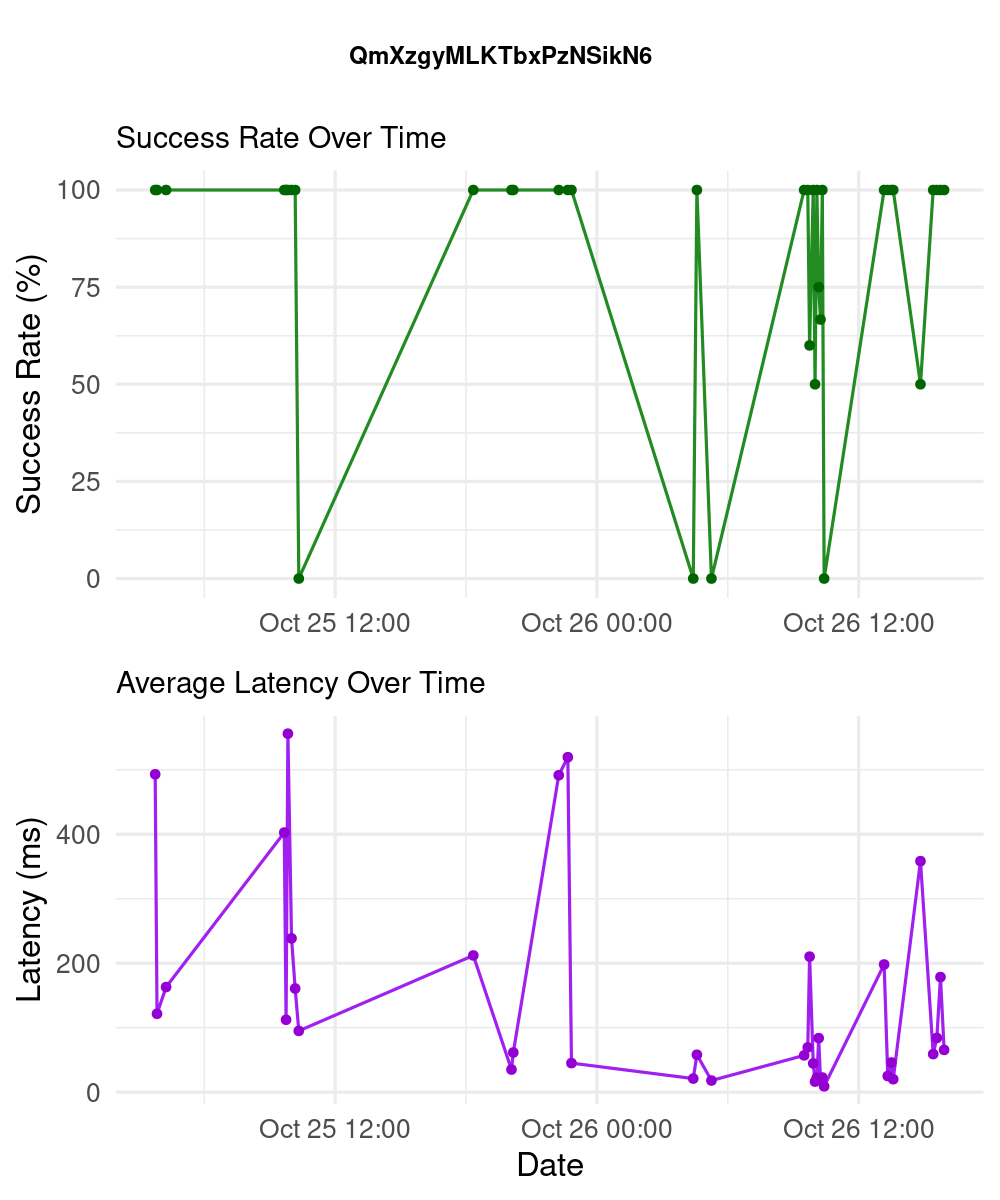 QmXzgyMLKTbxPzNSikN6
Success Rate Over Time
Success Rate (%)
100
75
50
25
0
Oct 25 12:00 Oct 26 00:00 Oct 26 12:00
Average Latency Over Time
Latency (ms)
400
200
0
Oct 25 12:00 Oct 26 00:00 Oct 26 12:00
Date